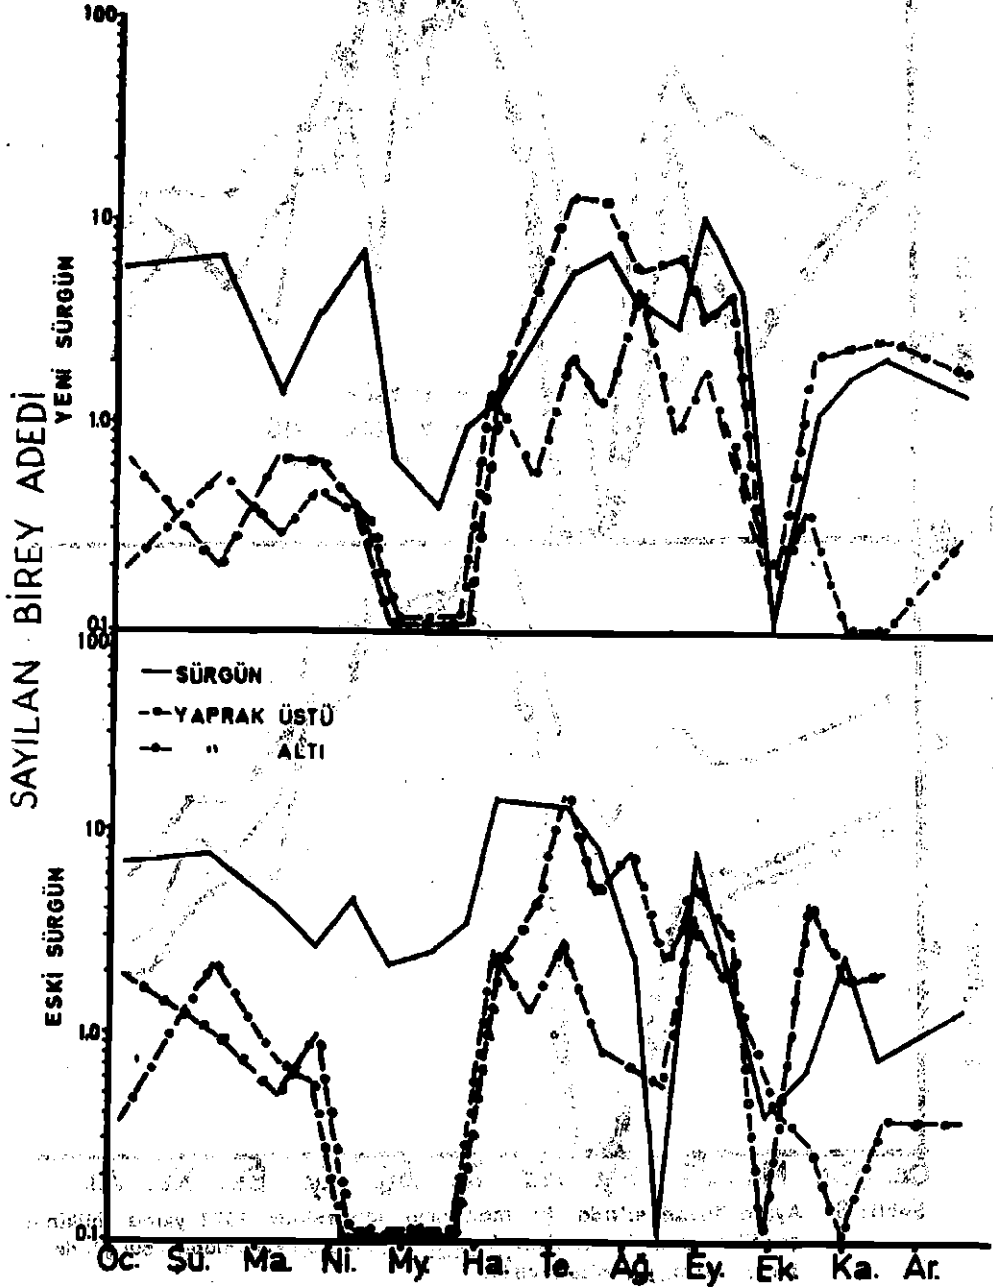 100
10
1.0
0.1
YENİ SÜRGÜN
SAYILAN BİREY ADEDİ
100
10
1.0
0.1
ESKİ SÜRGÜN
SÜRGÜN
YAPRAK ÜSTÜ
" ALTI
Oc. Şu. Ma. Ni. My. Ha. Te. Ağ. Ey. Ek. Ka. Ar.